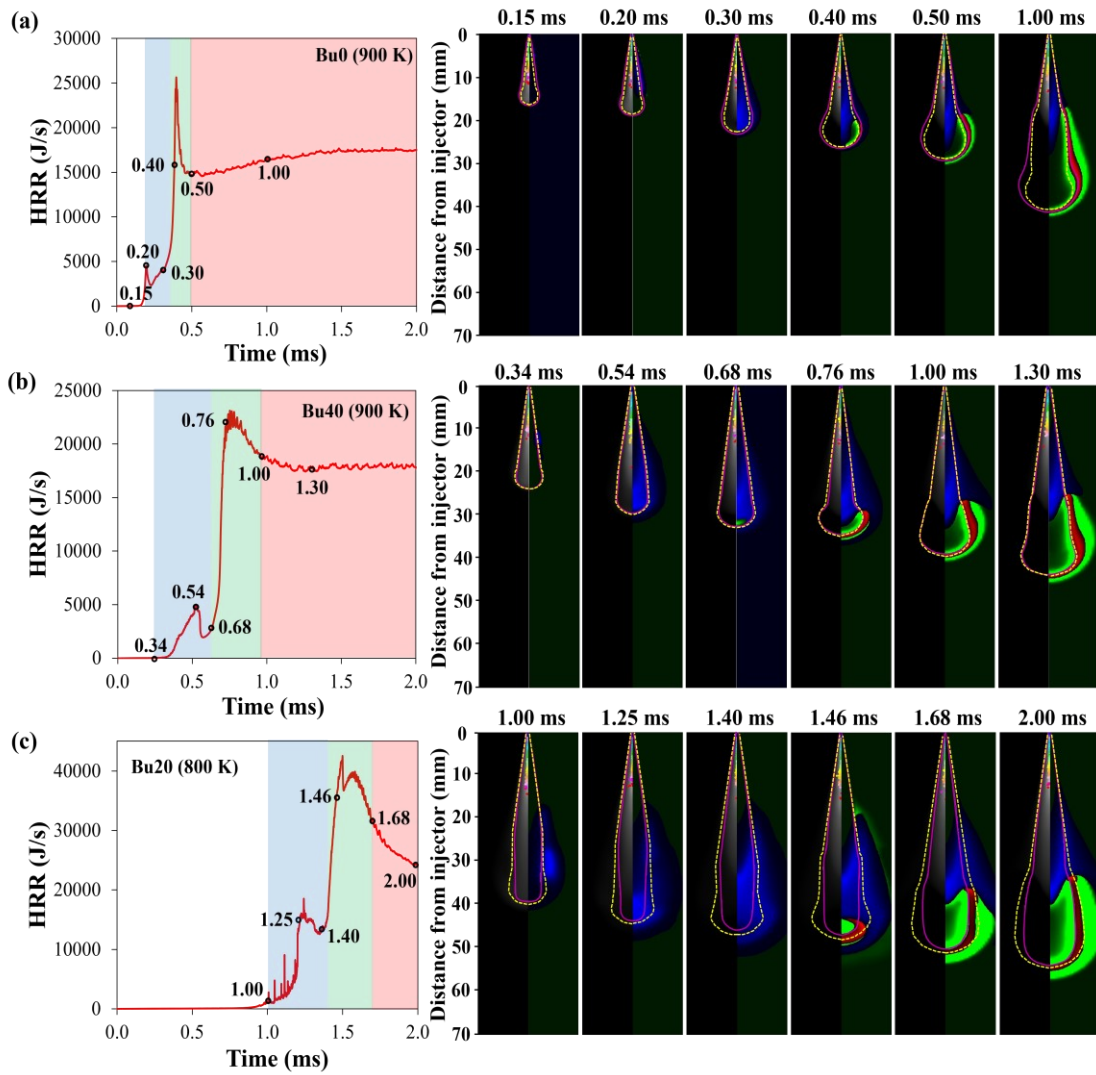 (a)
Bu0 (900 K)
HRR (J/s)
30000
25000
20000
15000
10000
5000
0
0.15
0.20
0.30
0.40
0.50
1.00
0.0
0.5
1.0
1.5
2.0
Time (ms)
0.15 ms
0.20 ms
0.30 ms
0.40 ms
0.50 ms
1.00 ms
Distance from injector (mm)
0
10
20
30
40
50
60
70
(b)
Bu40 (900 K)
HRR (J/s)
25000
20000
15000
10000
5000
0
0.34
0.54
0.68
0.76
1.00
1.30
0.0
0.5
1.0
1.5
2.0
Time (ms)
0.34 ms
0.54 ms
0.68 ms
0.76 ms
1.00 ms
1.30 ms
Distance from injector (mm)
0
10
20
30
40
50
60
70
(c)
Bu20 (800 K)
HRR (J/s)
40000
30000
20000
10000
0
1.00
1.25
1.40
1.46
1.68
2.00
0.0
0.5
1.0
1.5
2.0
Time (ms)
1.00 ms
1.25 ms
1.40 ms
1.46 ms
1.68 ms
2.00 ms
Distance from injector (mm)
0
10
20
30
40
50
60
70